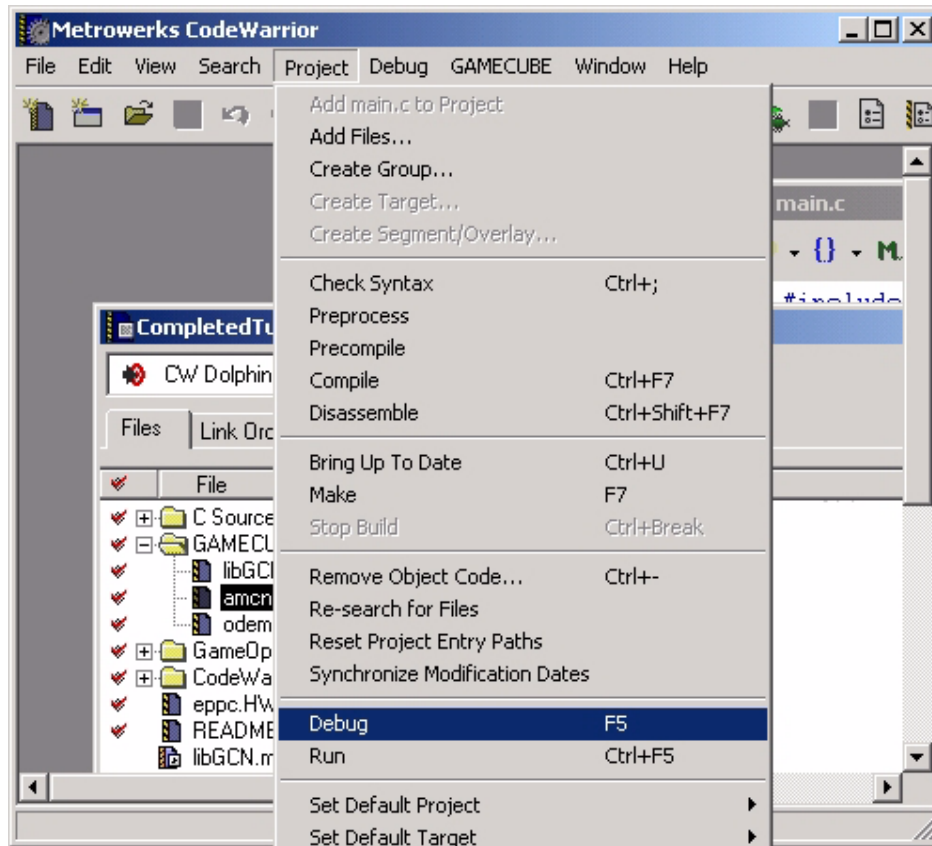 Metrowerks CodeWarrior
File Edit View Search Project Debug GAMECUBE Window Help
Add main.c to Project
Add Files...
Create Group...
Create Target...
Create Segment/Overlay...
main.c
{} M.
#include
Check Syntax Ctrl+;
Preprocess
Precompile
Compile Ctrl+F7
Disassemble Ctrl+Shift+F7
Bring Up To Date Ctrl+U
Make F7
Stop Build Ctrl+Break
Remove Object Code... Ctrl+-
Re-search for Files
Reset Project Entry Paths
Synchronize Modification Dates
Debug F5
Run Ctrl+F5
Set Default Project
Set Default Target
CompletedTu
CW Dolphin
Files Link Orc
File
C Source
GAMECU
libGCN
amcn
odem
GameOp
CodeWa
eppc.HW
README
libGCN.m